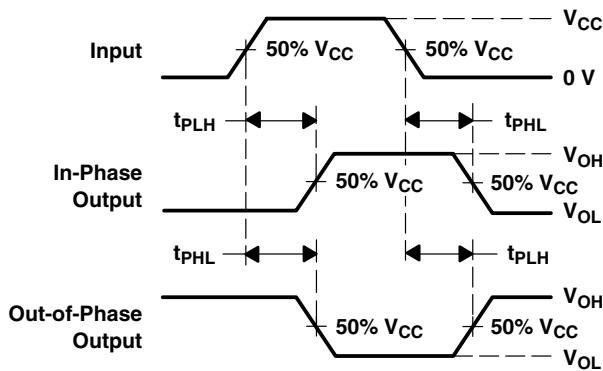 VCC
Input
50% VCC
50% VCC
0 V
tPLH
tPHL
In-Phase
Output
50% VCC
50% VCC
VOH
VOL
tPHL
tPLH
Out-of-Phase
Output
50% VCC
50% VCC
VOH
VOL